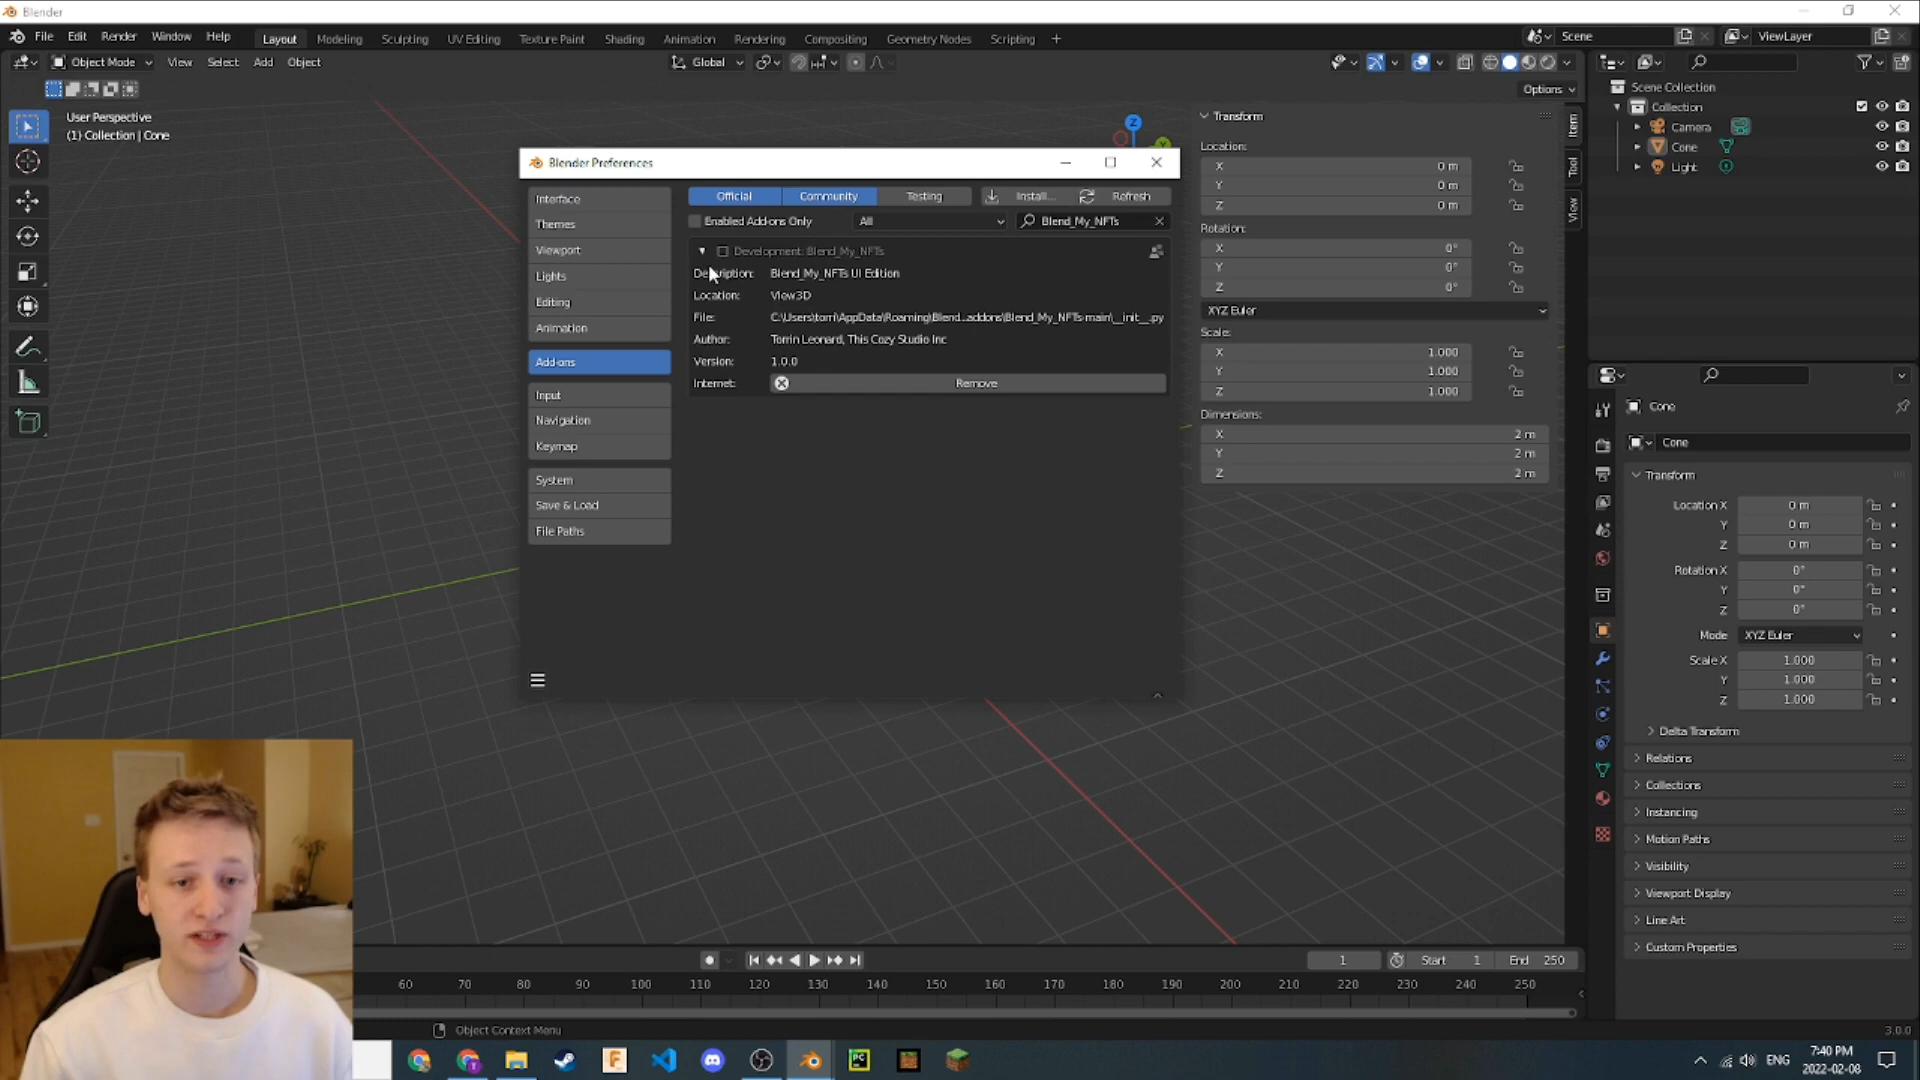 Blender
File Edit Render Window Help Layout Modeling Sculpting UV Editing Texture Paint Shading Animation Rendering Compositing Geometry Nodes Scripting + Scene ViewLayer
Object Mode View Select Add Object Global
Options
User Perspective
(1) Collection | Cone
Z
Blender Preferences
Interface
Themes
Viewport
Lights
Editing
Animation
Add-ons
Input
Navigation
Keymap
System
Save & Load
File Paths
Official Community Testing Install... Refresh
Enabled Add-ons Only All Blend_My_NFTs
Development: Blend_My_NFTs
Description: Blend_My_NFTs UI Edition
Location: View3D
File: C:\Users\torri\AppData\Roaming\Blend...addons\Blend_My_NFTs-main\__init__.py
Author: Torrin Leonard, This Cozy Studio Inc
Version: 1.0.0
Internet: Remove
Transform
Location:
X 0 m
Y 0 m
Z 0 m
Rotation:
X 0°
Y 0°
Z 0°
XYZ Euler
Scale:
X 1.000
Y 1.000
Z 1.000
Dimensions:
X 2 m
Y 2 m
Z 2 m
Item
Tool
View
Scene Collection
Collection
Camera
Cone
Light
Cone
Cone
Transform
Location X 0 m
Y 0 m
Z 0 m
Rotation X 0°
Y 0°
Z 0°
Mode XYZ Euler
Scale X 1.000
Y 1.000
Z 1.000
Delta Transform
Relations
Collections
Instancing
Motion Paths
Visibility
Viewport Display
Line Art
Custom Properties
1 Start 1 End 250
60 70 80 90 100 110 120 130 140 150 160 170 180 190 200 210 220 230 240 250
Object Context Menu
3.0.0
ENG
7:40 PM
2022-02-08